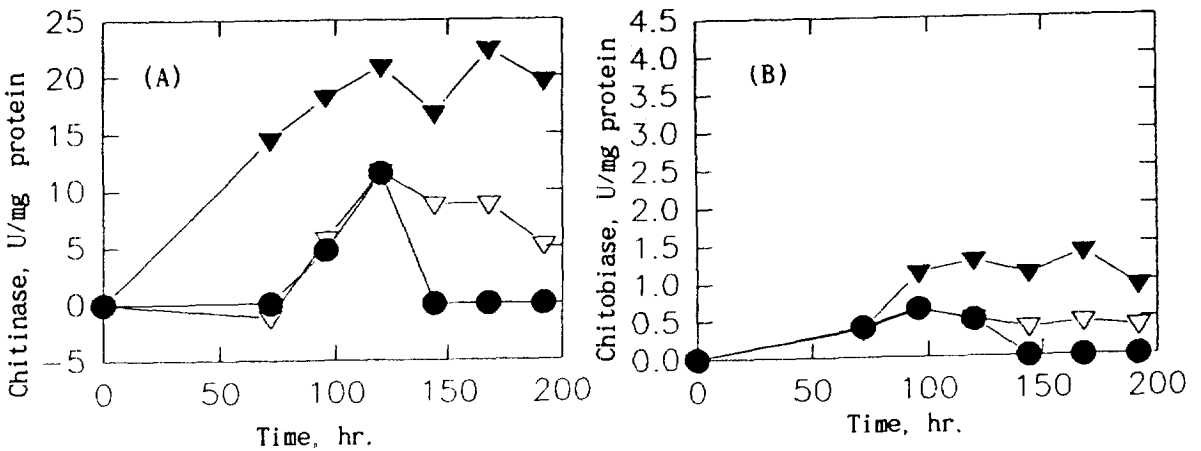 (A)
Chitinase, U/mg protein
25
20
15
10
5
0
−5
0 50 100 150 200
Time, hr.
(B)
Chitobiase, U/mg protein
4.5
4.0
3.5
3.0
2.5
2.0
1.5
1.0
0.5
0.0
0 50 100 150 200
Time, hr.